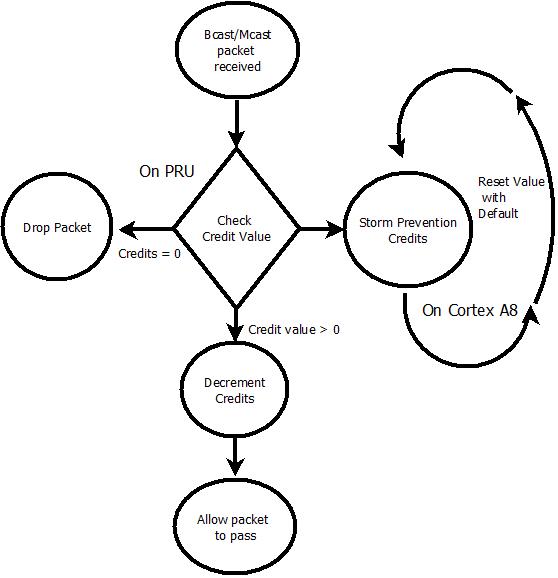 Bcast/Mcast
packet
received
On PRU
Check
Credit Value
Drop Packet
Credits = 0
Storm Prevention
Credits
Reset Value
with
Default
On Cortex A8
Credit value > 0
Decrement
Credits
Allow packet
to pass